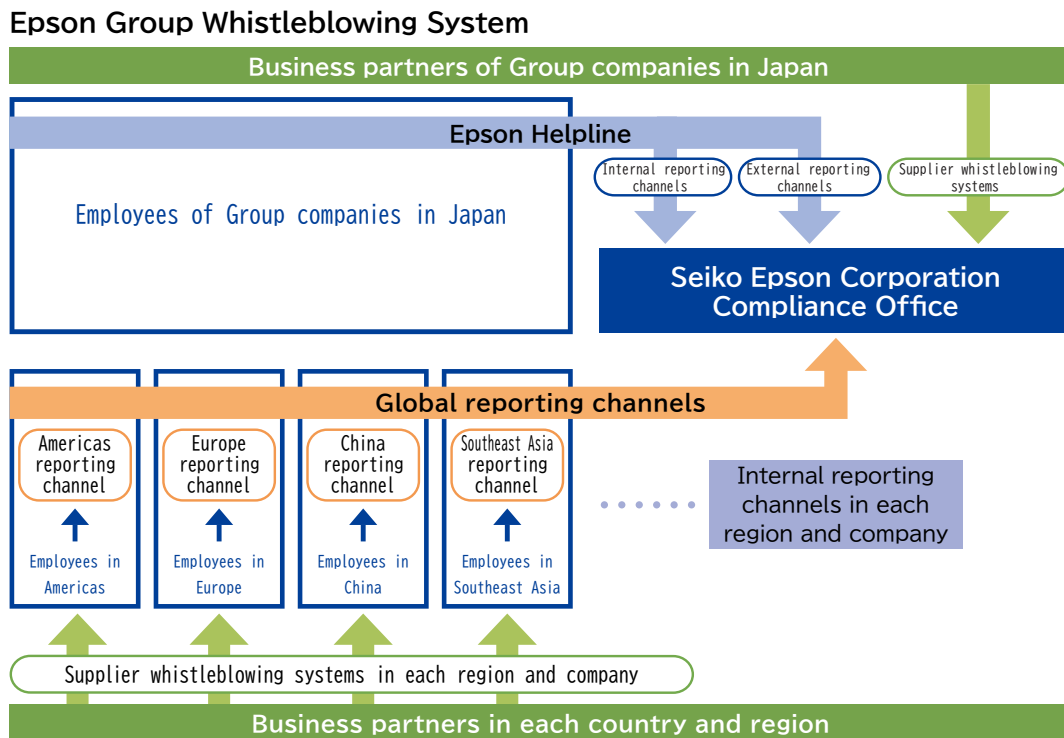 Epson Group Whistleblowing System
Business partners of Group companies in Japan
Epson Helpline
Internal reporting
channels
External reporting
channels
Supplier whistleblowing
systems
Employees of Group companies in Japan
Seiko Epson Corporation
Compliance Office
Global reporting channels
Americas
reporting
channel
Europe
reporting
channel
China
reporting
channel
Southeast Asia
reporting
channel
Internal reporting
channels in each
region and company
Employees in
Americas
Employees in
Europe
Employees in
China
Employees in
Southeast Asia
Supplier whistleblowing systems in each region and company
Business partners in each country and region